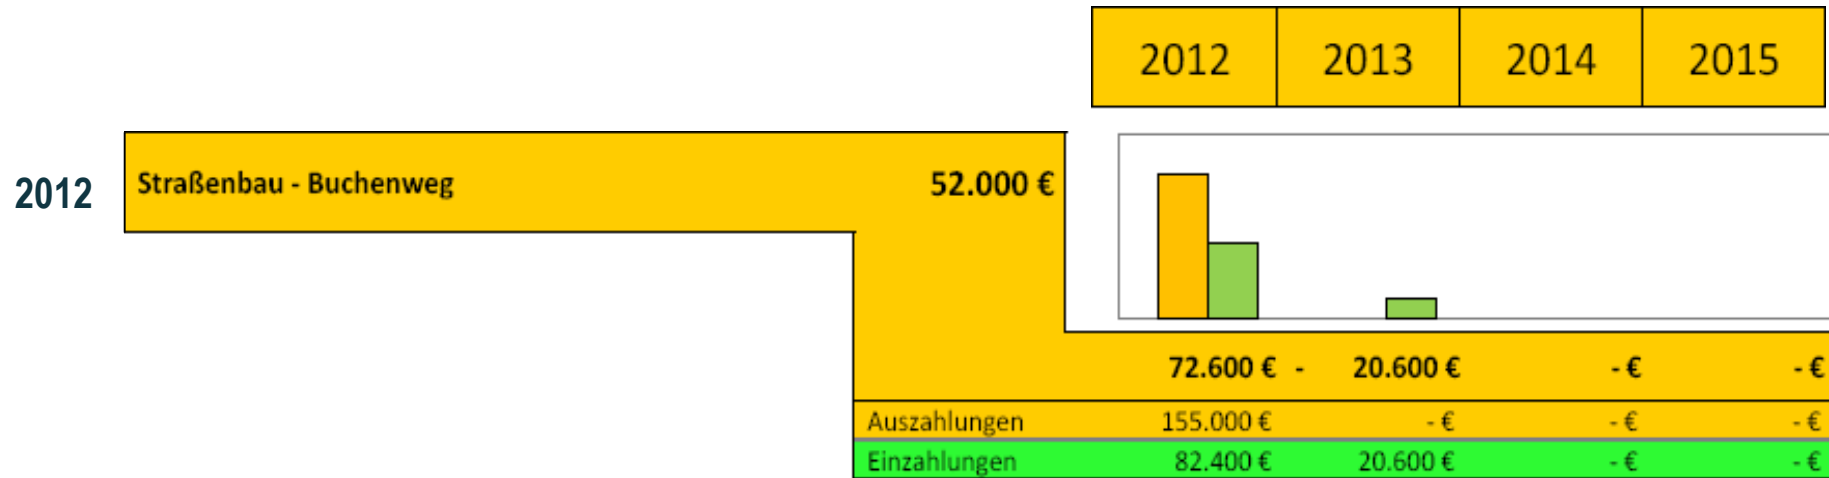 2012 2013 2014 2015
2012 Straßenbau - Buchenweg 52.000 €
72.600 € - 20.600 € - € - €
Auszahlungen 155.000 € - € - € - €
Einzahlungen 82.400 € 20.600 € - € - €